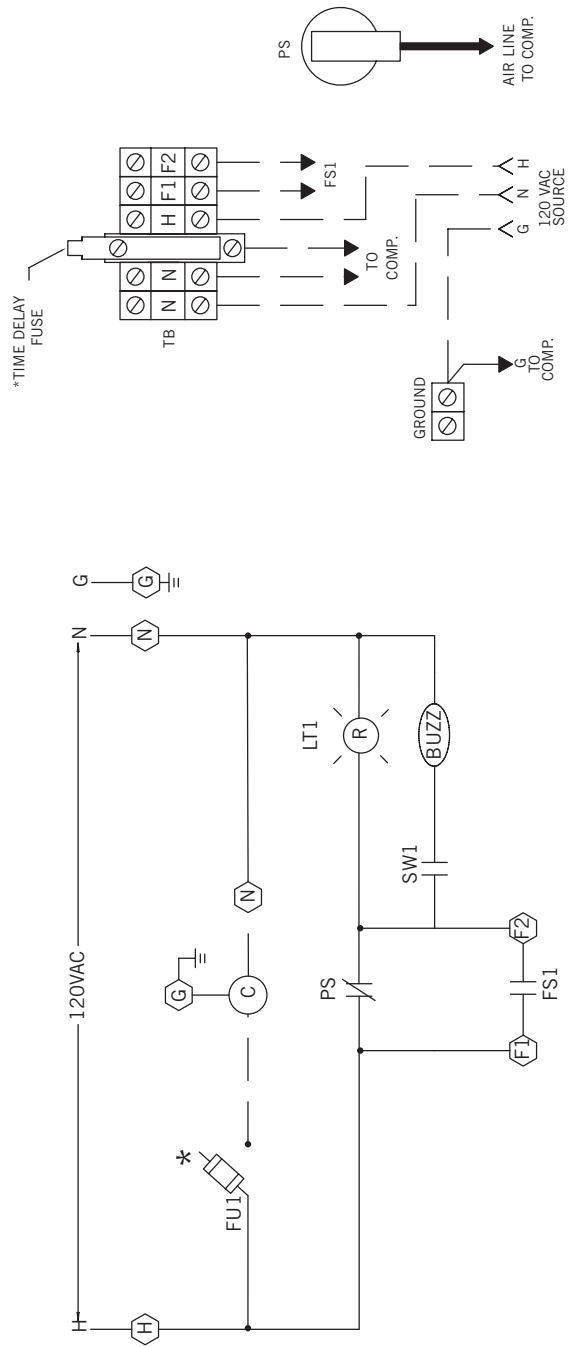 120VAC
H
N
G
H
N
G
*
FU1
G
C
N
PS
LT1
R
SW1
BUZZ
F1
F2
FS1
*TIME DELAY
FUSE
TB
N
N
H
F1
F2
TO
COMP.
FS1
GROUND
G
TO
COMP.
G
N
H
120 VAC
SOURCE
PS
AIR LINE
TO COMP.